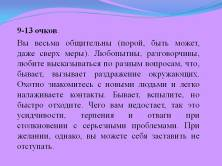 9-13 очков.
Вы весьма общительны (порой, быть может,
даже сверх меры). Любопытны, разговорчивы,
любите высказываться по разным вопросам, что,
бывает, вызывает раздражение окружающих.
Охотно знакомитесь с новыми людьми и легко
налаживаете контакты. Бывает, вспылите, но
быстро отходите. Чего вам недостает, так это
усидчивости, терпения и отваги при
столкновении с серьезными проблемами. При
желании, однако, вы можете себя заставить не
отступать.